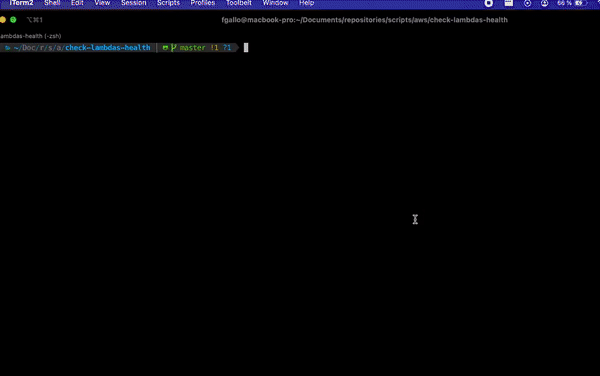 iTerm2 Shell Edit View Session Scripts Profiles Toolbelt Window Help 66 %
⌥⌘1 fgallo@macbook-pro:~/Documents/repositories/scripts/aws/check-lambdas-health
ambdas-health (-zsh)
~/Doc/r/s/a/check-lambdas-health master !1 ?1